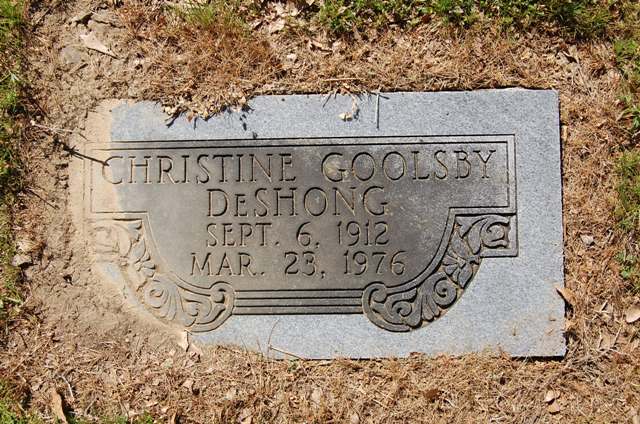 CHRISTINE GOOLSBY
DeSHONG
SEPT. 6, 1912
MAR. 23, 1976